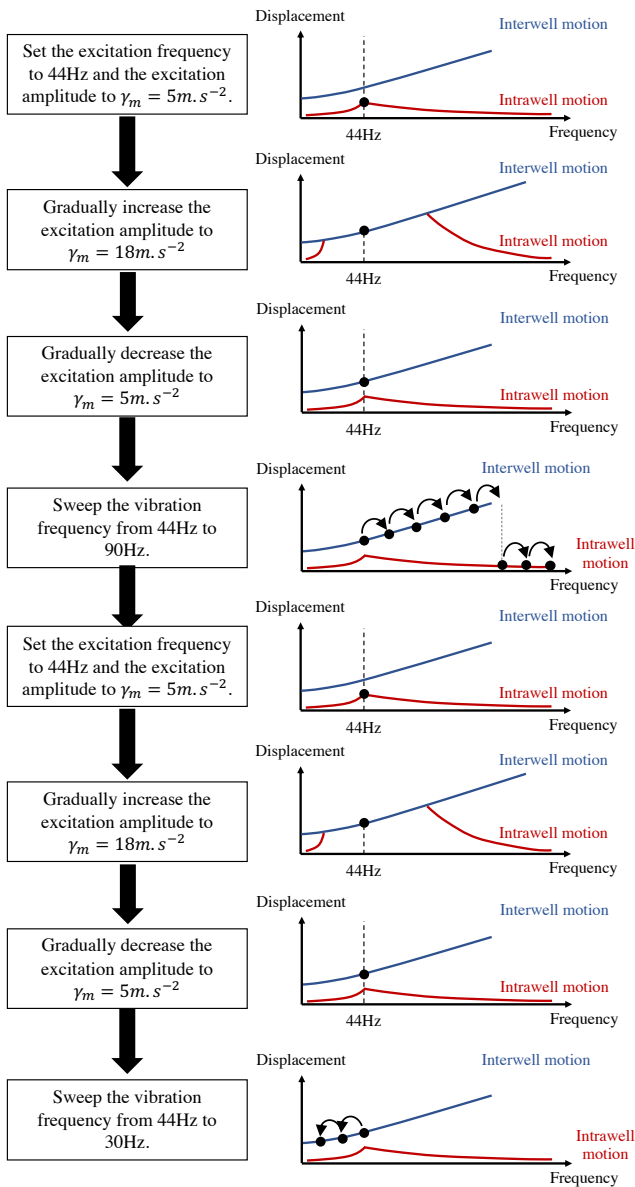 Set the excitation frequency
to 44Hz and the excitation
amplitude to γₘ = 5m.s⁻².
Displacement
Interwell motion
Intrawell motion
Frequency
44Hz
Gradually increase the
excitation amplitude to
γₘ = 18m.s⁻²
Displacement
Interwell motion
Intrawell motion
Frequency
44Hz
Gradually decrease the
excitation amplitude to
γₘ = 5m.s⁻²
Displacement
Interwell motion
Intrawell motion
Frequency
44Hz
Sweep the vibration
frequency from 44Hz to
90Hz.
Displacement
Interwell motion
Intrawell
motion
Frequency
Set the excitation frequency
to 44Hz and the excitation
amplitude to γₘ = 5m.s⁻².
Displacement
Interwell motion
Intrawell motion
Frequency
44Hz
Gradually increase the
excitation amplitude to
γₘ = 18m.s⁻²
Displacement
Interwell motion
Intrawell motion
Frequency
44Hz
Gradually decrease the
excitation amplitude to
γₘ = 5m.s⁻²
Displacement
Interwell motion
Intrawell motion
Frequency
44Hz
Sweep the vibration
frequency from 44Hz to
30Hz.
Displacement
Interwell motion
Intrawell
motion
Frequency